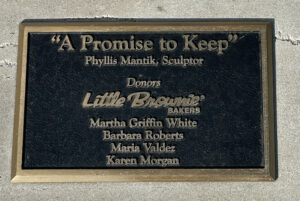 "A Promise to Keep"
Phyllis Mantik, Sculptor
Donors
Little Brownie®
BAKERS
Martha Griffin White
Barbara Roberts
Maria Valdez
Karen Morgan